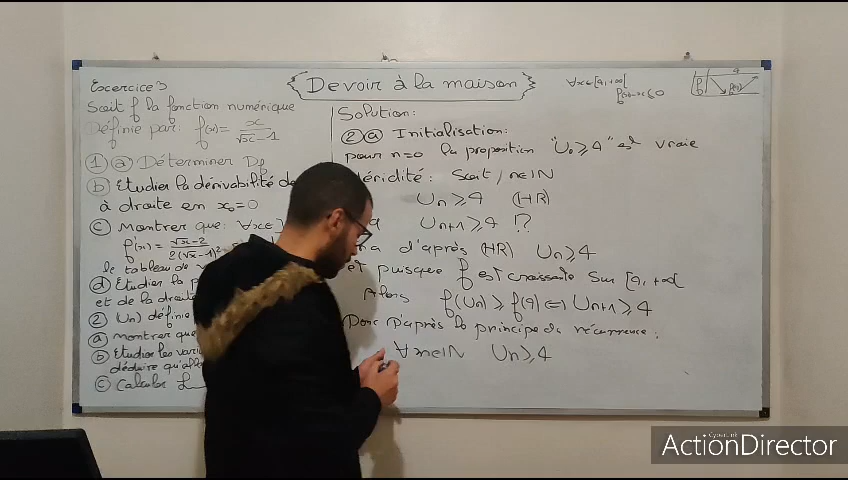 Devoir à la maison
Exercice 3
Soit f la fonction numérique
Définie par: f(x) = x/(√x-1)
1) a) Déterminer Df
b) Etudier la dérivabilité de
à droite en x₀=0
c) montrer que: ∀x∈
f'(x) = (√x-2)/(2(√x-1)²
le tableau de
d) Etudier la
et de la droite
2) (Un) définie
a) montrer que
b) Etudier les
déduire
c) Calculer
∀x∈[4,+∞[
f(x)-x≤0
4
Solution:
2) a) Initialisation:
pour n=0 la proposition "U₀≥4" est vraie
Hérédité: Soit n∈IN
Un≥4 (HR)
Un+1≥4 ?
d'après (HR) Un≥4
et puisque f est croissante sur [4,+∞[
Alors f(Un) ≥ f(4) ⟺ Un+1≥4
Donc D'après le principe de récurrence:
∀n∈IN Un≥4
CyberLink
ActionDirector